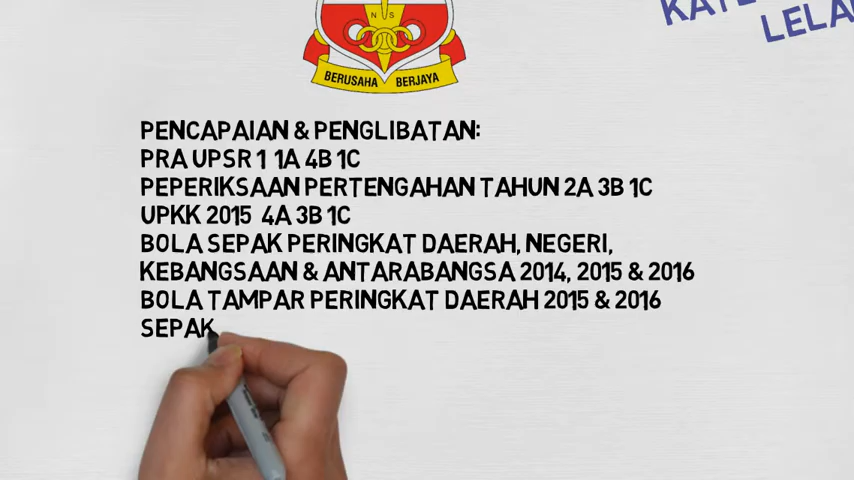 KATE
LELA
N S
BERUSAHA BERJAYA
PENCAPAIAN & PENGLIBATAN:
PRA UPSR 1 1A 4B 1C
PEPERIKSAAN PERTENGAHAN TAHUN 2A 3B 1C
UPKK 2015 4A 3B 1C
BOLA SEPAK PERINGKAT DAERAH, NEGERI,
KEBANGSAAN & ANTARABANGSA 2014, 2015 & 2016
BOLA TAMPAR PERINGKAT DAERAH 2015 & 2016
SEPAK